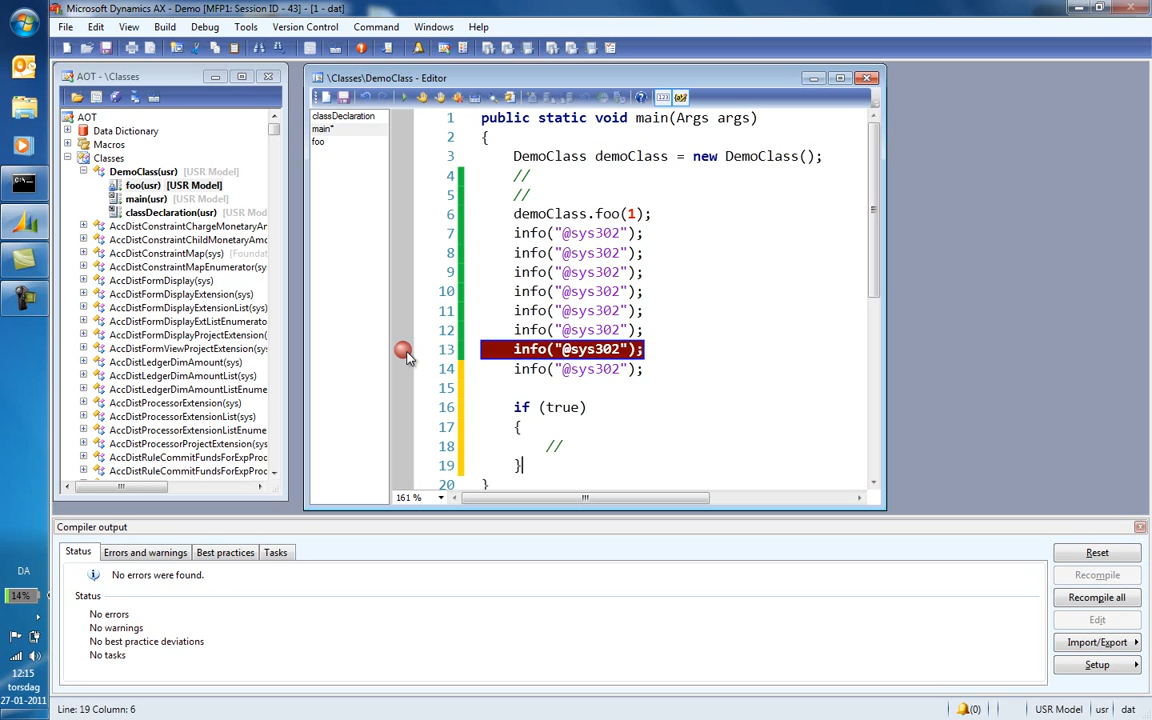 Microsoft Dynamics AX - Demo [MFP1: Session ID - 43] - [1 - dat]
File Edit View Build Debug Tools Version Control Command Windows Help
AOT - \Classes
AOT
Data Dictionary
Macros
Classes
DemoClass(usr) [USR Model]
foo(usr) [USR Model]
main(usr) [USR Model]
classDeclaration(usr) [USR Mod
AccDistConstraintChargeMonetaryAr
AccDistConstraintChildMonetaryAmo
AccDistConstraintMap(sys) [Foundat
AccDistConstraintMapEnumerator(sy
AccDistFormDisplay(sys)
AccDistFormDisplayExtension(sys)
AccDistFormDisplayExtensionList(sys)
AccDistFormDisplayExtListEnumerato
AccDistFormDisplayProjectExtension(
AccDistFormViewProjectExtension(sy
AccDistLedgerDimAmount(sys)
AccDistLedgerDimAmountList(sys)
AccDistLedgerDimAmountListEnume
AccDistProcessorExtension(sys)
AccDistProcessorExtensionList(sys)
AccDistProcessorExtensionListEnume
AccDistProcessorProjectExtension(sy
AccDistRuleCommitFundsForExpProc
AccDistRuleCommitFundsForExpProc
\Classes\DemoClass - Editor
classDeclaration
main*
foo
1 public static void main(Args args)
2 {
3 DemoClass demoClass = new DemoClass();
4 //
5 //
6 demoClass.foo(1);
7 info("@sys302");
8 info("@sys302");
9 info("@sys302");
10 info("@sys302");
11 info("@sys302");
12 info("@sys302");
13 info("@sys302");
14 info("@sys302");
15
16 if (true)
17 {
18 //
19 }
20 }
161 %
Compiler output
Status Errors and warnings Best practices Tasks
No errors were found.
Status
No errors
No warnings
No best practice deviations
No tasks
Reset
Recompile
Recompile all
Edit
Import/Export
Setup
DA
14%
12:15
torsdag
27-01-2011
Line: 19 Column: 6
(0) USR Model usr dat